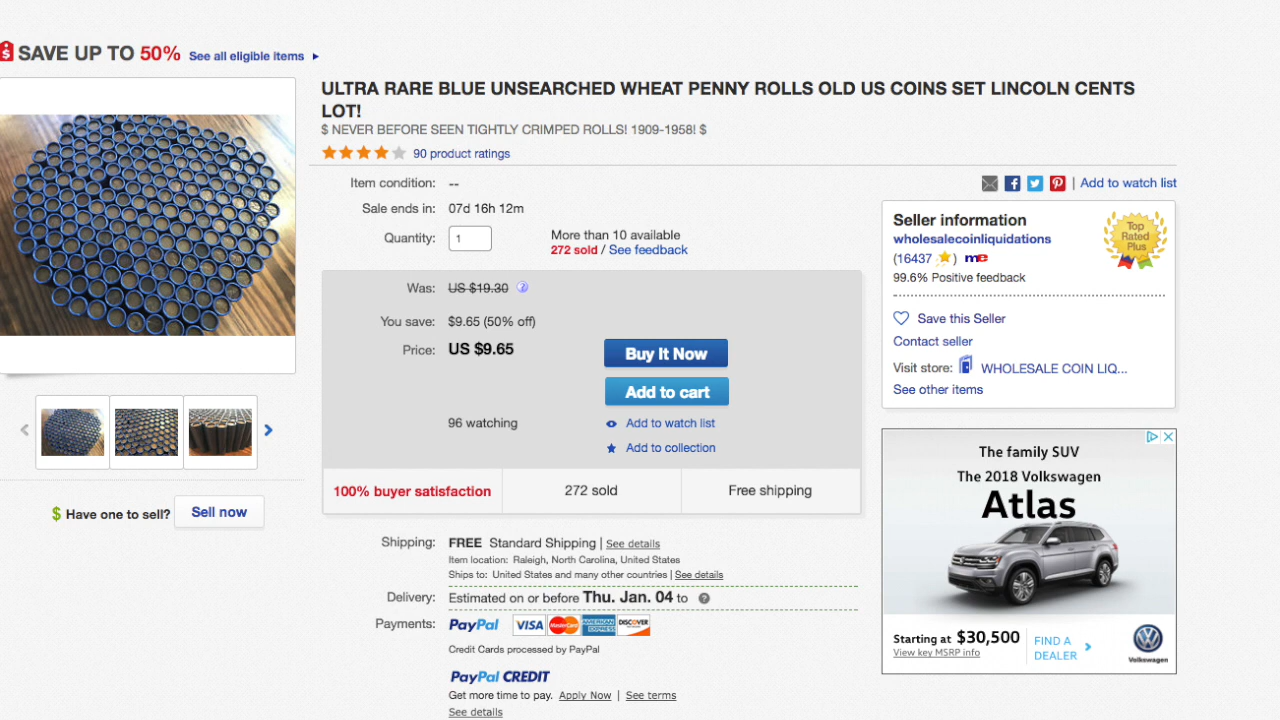 SAVE UP TO 50% See all eligible items
ULTRA RARE BLUE UNSEARCHED WHEAT PENNY ROLLS OLD US COINS SET LINCOLN CENTS
LOT!
$ NEVER BEFORE SEEN TIGHTLY CRIMPED ROLLS! 1909-1958! $
90 product ratings
Item condition: --
Sale ends in: 07d 16h 12m
Quantity: 1
More than 10 available
272 sold / See feedback
Was: US $19.30
You save: $9.65 (50% off)
Price: US $9.65
Buy It Now
Add to cart
96 watching
Add to watch list
Add to collection
100% buyer satisfaction
272 sold
Free shipping
$ Have one to sell? Sell now
Shipping: FREE Standard Shipping | See details
Item location: Raleigh, North Carolina, United States
Ships to: United States and many other countries | See details
Delivery: Estimated on or before Thu. Jan. 04 to
Payments: PayPal VISA MasterCard AMERICAN EXPRESS DISCOVER
Credit Cards processed by PayPal
PayPal CREDIT
Get more time to pay. Apply Now | See terms
See details
| Add to watch list
Seller information
wholesalecoinliquidations
(16437 ) me
99.6% Positive feedback
Top
Rated
Plus
Save this Seller
Contact seller
Visit store: WHOLESALE COIN LIQ...
See other items
The family SUV
The 2018 Volkswagen
Atlas
Starting at $30,500
View key MSRP info
FIND A
DEALER
Volkswagen